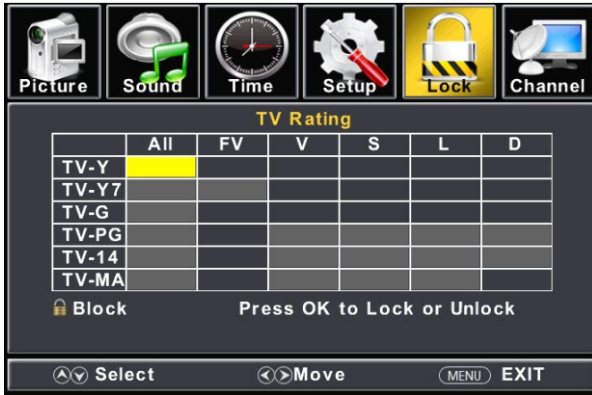 Picture Sound Time Setup Lock Channel
TV Rating
All FV V S L D
TV-Y
TV-Y7
TV-G
TV-PG
TV-14
TV-MA
Block Press OK to Lock or Unlock
Select Move MENU EXIT